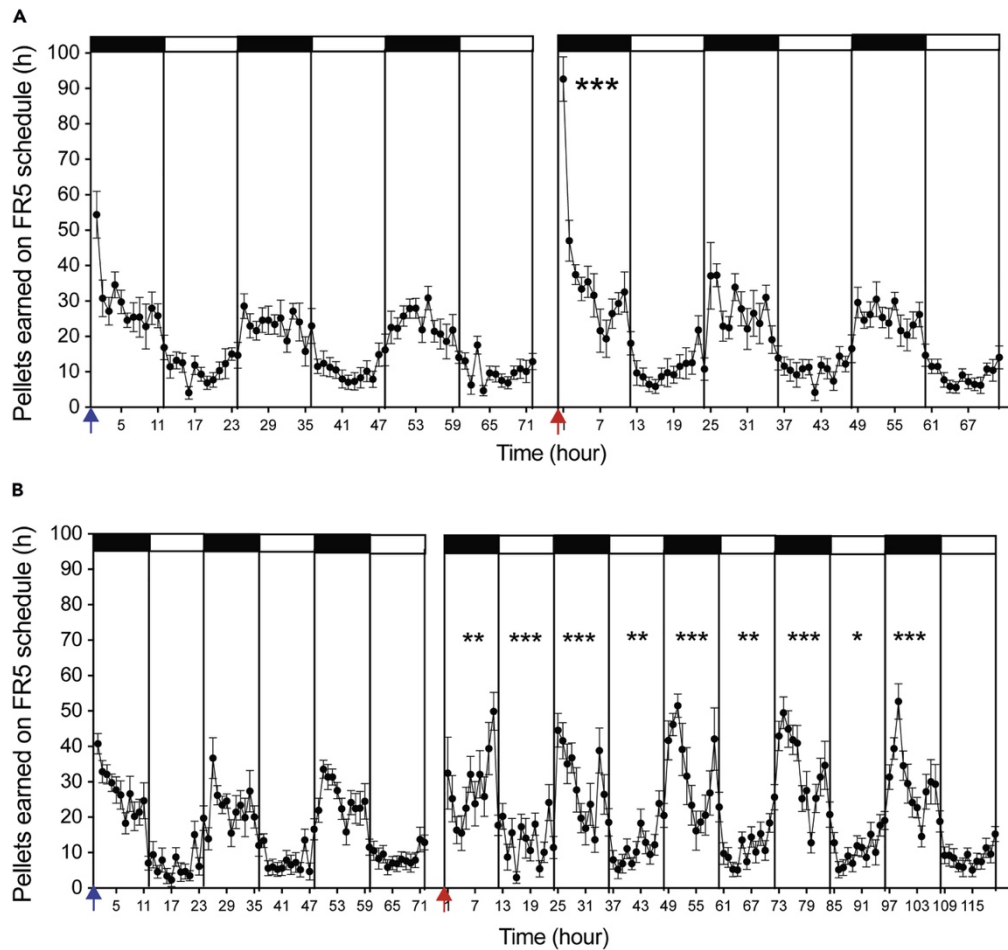 A
Pellets earned on FR5 schedule (h)
100
90
80
70
60
50
40
30
20
10
0
***
5 11 17 23 29 35 41 47 53 59 65 71 1 7 13 19 25 31 37 43 49 55 61 67
Time (hour)
B
Pellets earned on FR5 schedule (h)
100
90
80
70
60
50
40
30
20
10
0
** *** *** ** *** ** *** * ***
5 11 17 23 29 35 41 47 53 59 65 71 1 7 13 19 25 31 37 43 49 55 61 67 73 79 85 91 97 103 109 115
Time (hour)